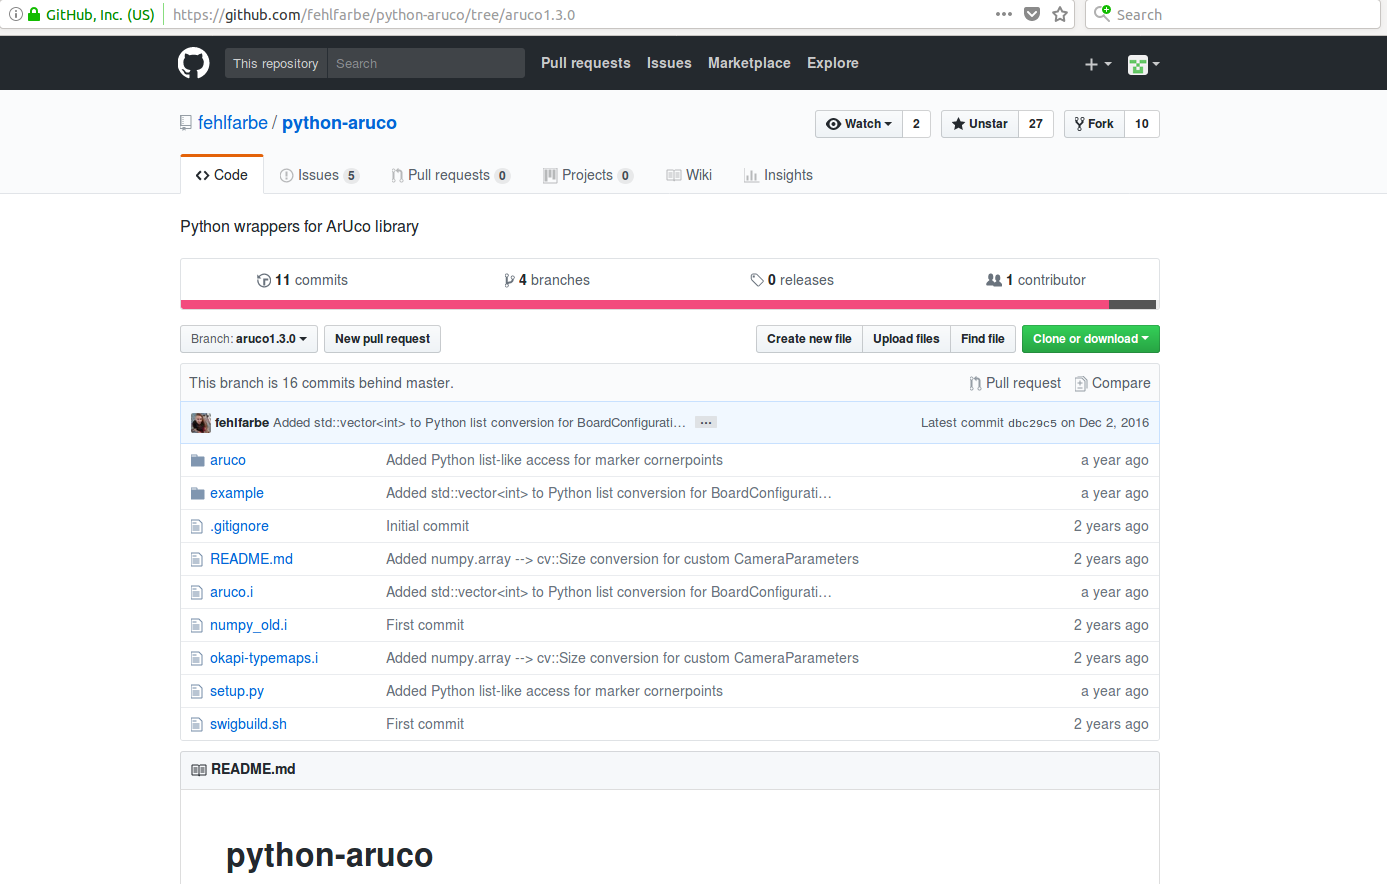 GitHub, Inc. (US) https://github.com/fehlfarbe/python-aruco/tree/aruco1.3.0 Search
This repository Search Pull requests Issues Marketplace Explore
fehlfarbe / python-aruco Watch 2 Unstar 27 Fork 10
Code Issues 5 Pull requests 0 Projects 0 Wiki Insights
Python wrappers for ArUco library
11 commits 4 branches 0 releases 1 contributor
Branch: aruco1.3.0 New pull request Create new file Upload files Find file Clone or download
This branch is 16 commits behind master. Pull request Compare
fehlfarbe Added std::vector<int> to Python list conversion for BoardConfigurati… ... Latest commit dbc29c5 on Dec 2, 2016
aruco Added Python list-like access for marker cornerpoints a year ago
example Added std::vector<int> to Python list conversion for BoardConfigurati… a year ago
.gitignore Initial commit 2 years ago
README.md Added numpy.array --> cv::Size conversion for custom CameraParameters 2 years ago
aruco.i Added std::vector<int> to Python list conversion for BoardConfigurati… a year ago
numpy_old.i First commit 2 years ago
okapi-typemaps.i Added numpy.array --> cv::Size conversion for custom CameraParameters 2 years ago
setup.py Added Python list-like access for marker cornerpoints a year ago
swigbuild.sh First commit 2 years ago
README.md
python-aruco